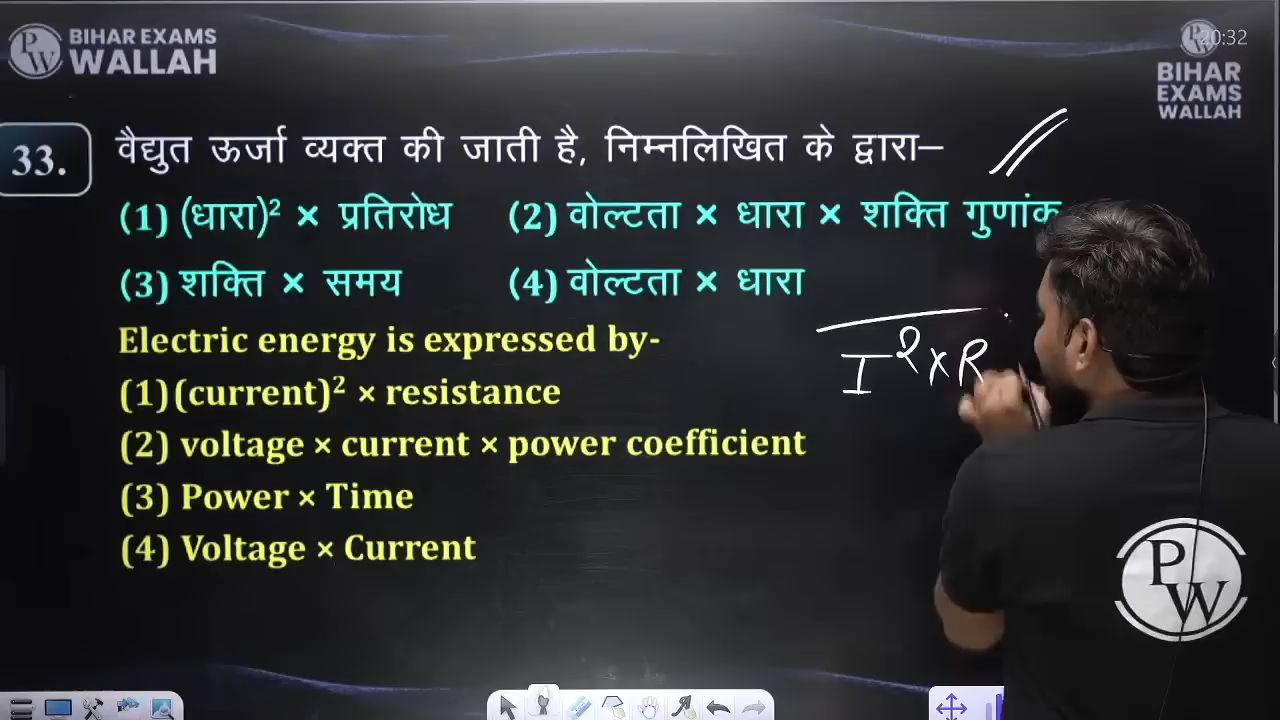 PW BIHAR EXAMS WALLAH
20:32
BIHAR EXAMS WALLAH
33. वैद्युत ऊर्जा व्यक्त की जाती है, निम्नलिखित के द्वारा–
(1) (धारा)² × प्रतिरोध (2) वोल्टता × धारा × शक्ति गुणांक
(3) शक्ति × समय (4) वोल्टता × धारा
Electric energy is expressed by-
(1) (current)² × resistance
(2) voltage × current × power coefficient
(3) Power × Time
(4) Voltage × Current
I² × R
PW